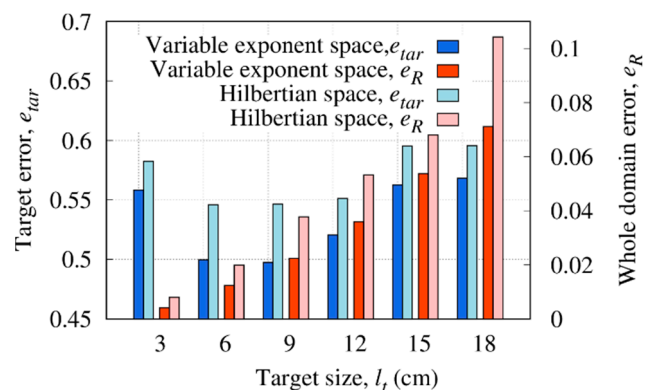 Variable exponent space,e_tar
Variable exponent space, e_R
Hilbertian space, e_tar
Hilbertian space, e_R
Target error, e_tar
0.7
0.65
0.6
0.55
0.5
0.45
Whole domain error, e_R
0.1
0.08
0.06
0.04
0.02
0
3 6 9 12 15 18
Target size, l_t (cm)